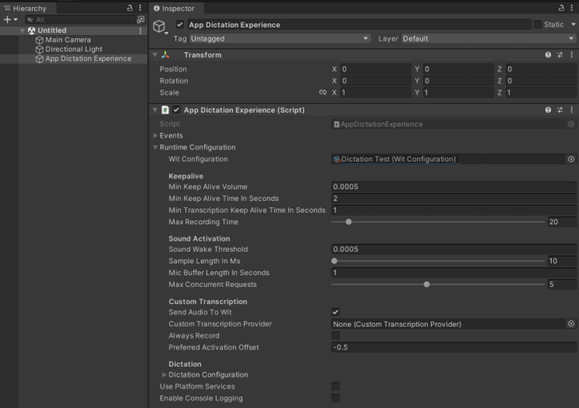 Hierarchy
All
Untitled
Main Camera
Directional Light
App Dictation Experience
Inspector
App Dictation Experience
Static
Tag Untagged Layer Default
Transform
Position X 0 Y 0 Z 0
Rotation X 0 Y 0 Z 0
Scale X 1 Y 1 Z 1
App Dictation Experience (Script)
Script AppDictationExperience
Events
Runtime Configuration
Wit Configuration Dictation Test (Wit Configuration)
Keepalive
Min Keep Alive Volume 0.0005
Min Keep Alive Time In Seconds 2
Min Transcription Keep Alive Time In Seconds 1
Max Recording Time 20
Sound Activation
Sound Wake Threshold 0.0005
Sample Length In Ms 10
Mic Buffer Length In Seconds 1
Max Concurrent Requests 5
Custom Transcription
Send Audio To Wit
Custom Transcription Provider None (Custom Transcription Provider)
Always Record
Preferred Activation Offset -0.5
Dictation
Dictation Configuration
Use Platform Services
Enable Console Logging